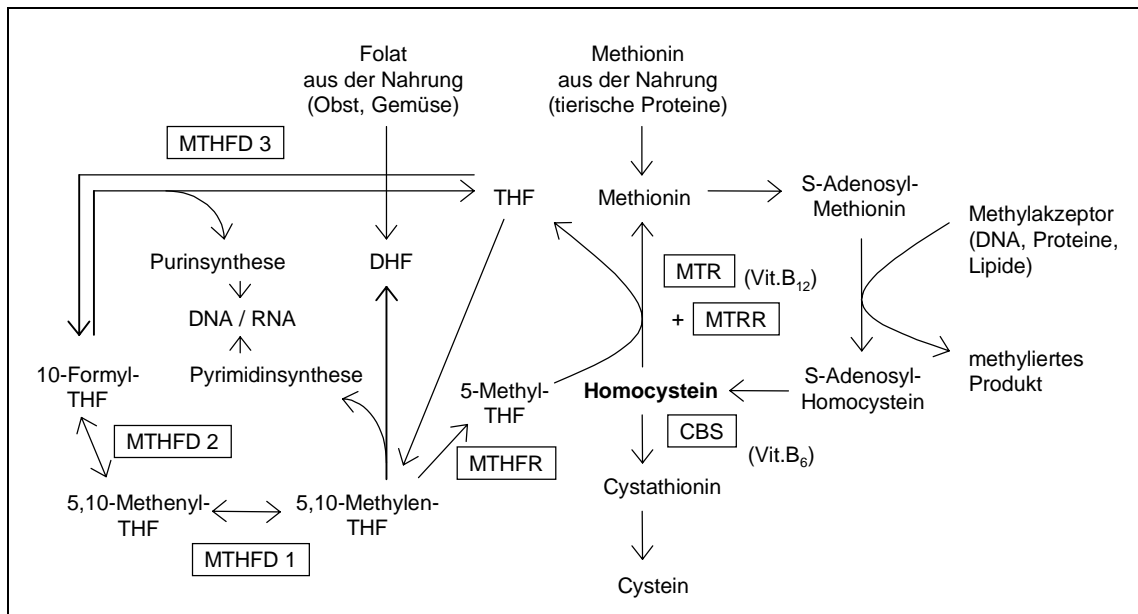 Folat
aus der Nahrung
(Obst, Gemüse)
Methionin
aus der Nahrung
(tierische Proteine)
MTHFD 3
THF
Methionin
S-Adenosyl-
Methionin
Methylakzeptor
(DNA, Proteine,
Lipide)
Purinsynthese
DHF
MTR
(Vit.B₁₂)
DNA / RNA
+ MTRR
Pyrimidinsynthese
10-Formyl-
THF
5-Methyl-
THF
Homocystein
S-Adenosyl-
Homocystein
methyliertes
Produkt
MTHFD 2
MTHFR
CBS
(Vit.B₆)
5,10-Methenyl-
THF
5,10-Methylen-
THF
Cystathionin
MTHFD 1
Cystein